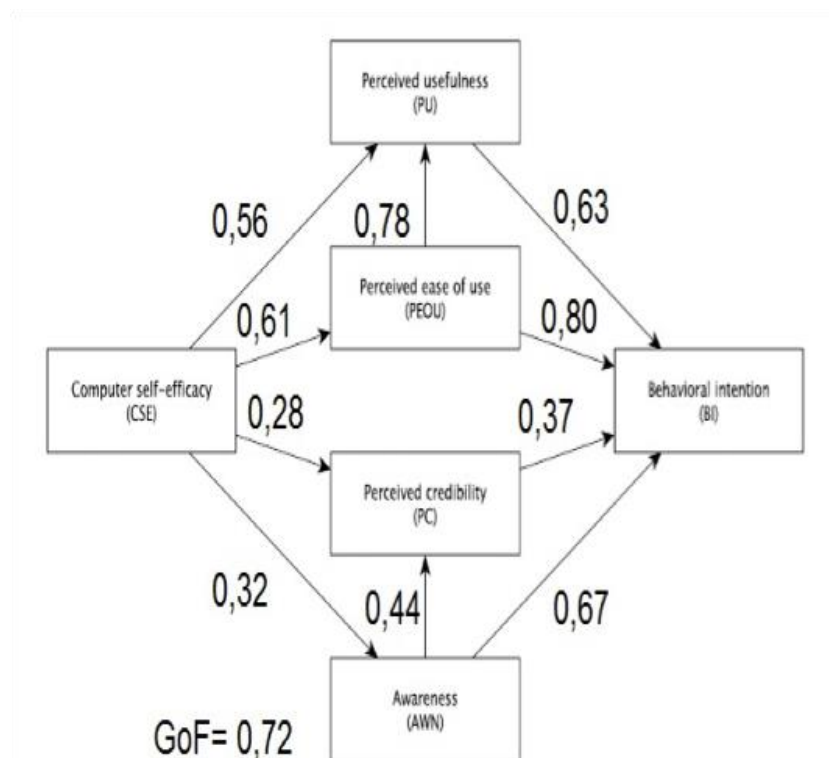 Perceived usefulness
(PU)
0,56
0,78
0,63
Perceived ease of use
(PEOU)
0,61
0,80
Computer self-efficacy
(CSE)
Behavioral intention
(BI)
0,28
0,37
Perceived credibility
(PC)
0,32
0,44
0,67
Awareness
(AWN)
GoF= 0,72